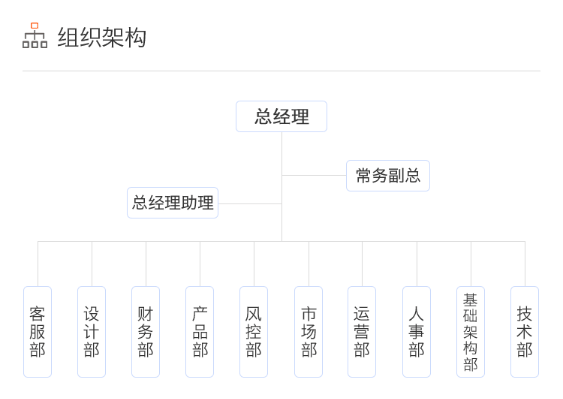 组织架构
总经理
常务副总
总经理助理
客服部
设计部
财务部
产品部
风控部
市场部
运营部
人事部
基础架构部
技术部